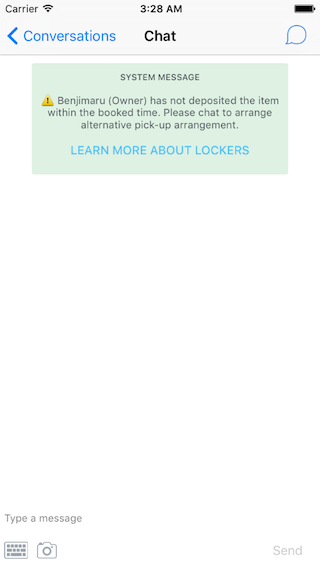 Carrier 3:28 AM
Conversations Chat
SYSTEM MESSAGE
⚠️ Benjimaru (Owner) has not deposited the item
within the booked time. Please chat to arrange
alternative pick-up arrangement.
LEARN MORE ABOUT LOCKERS
Type a message
Send